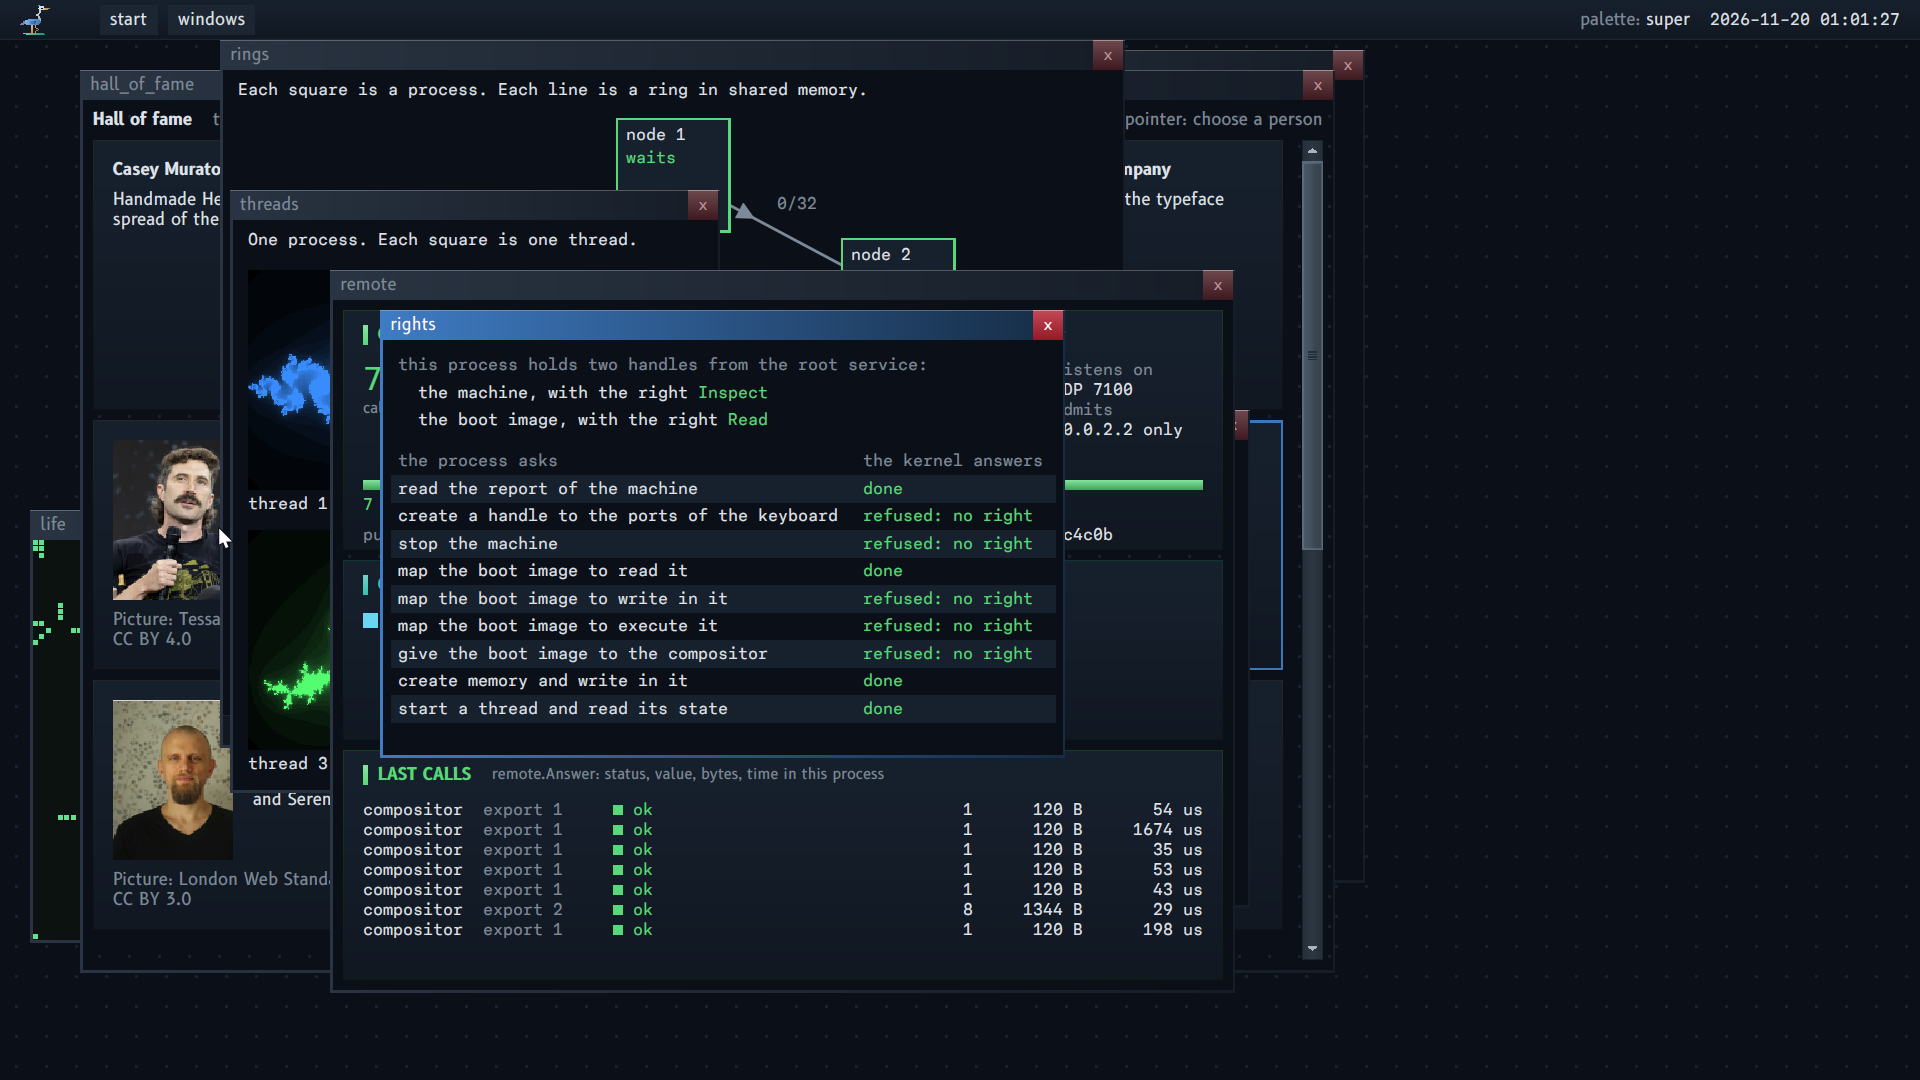 start
windows
palette: super
2026-11-20 01:01:27
rings
x
x
hall_of_fame
x
Each square is a process. Each line is a ring in shared memory.
Hall of fame
pointer: choose a person
node 1
waits
Casey Murato
Handmade He
spread of the
mpany
the typeface
threads
x
0/32
One process. Each square is one thread.
node 2
remote
x
rights
x
this process holds two handles from the root service:
the machine, with the right Inspect
the boot image, with the right Read
the process asks
the kernel answers
read the report of the machine
done
create a handle to the ports of the keyboard
refused: no right
stop the machine
refused: no right
map the boot image to read it
done
map the boot image to write in it
refused: no right
map the boot image to execute it
refused: no right
give the boot image to the compositor
refused: no right
create memory and write in it
done
start a thread and read its state
done
7
7
istens on
DP 7100
dmits
0.0.2.2 only
c4c0b
thread 1
thread 3
life
Picture: Tessa
CC BY 4.0
and Seren
Picture: London Web Standa
CC BY 3.0
LAST CALLS
remote.Answer: status, value, bytes, time in this process
compositor export 1 ok 1 120 B 54 us
compositor export 1 ok 1 120 B 1674 us
compositor export 1 ok 1 120 B 35 us
compositor export 1 ok 1 120 B 53 us
compositor export 1 ok 1 120 B 43 us
compositor export 2 ok 8 1344 B 29 us
compositor export 1 ok 1 120 B 198 us